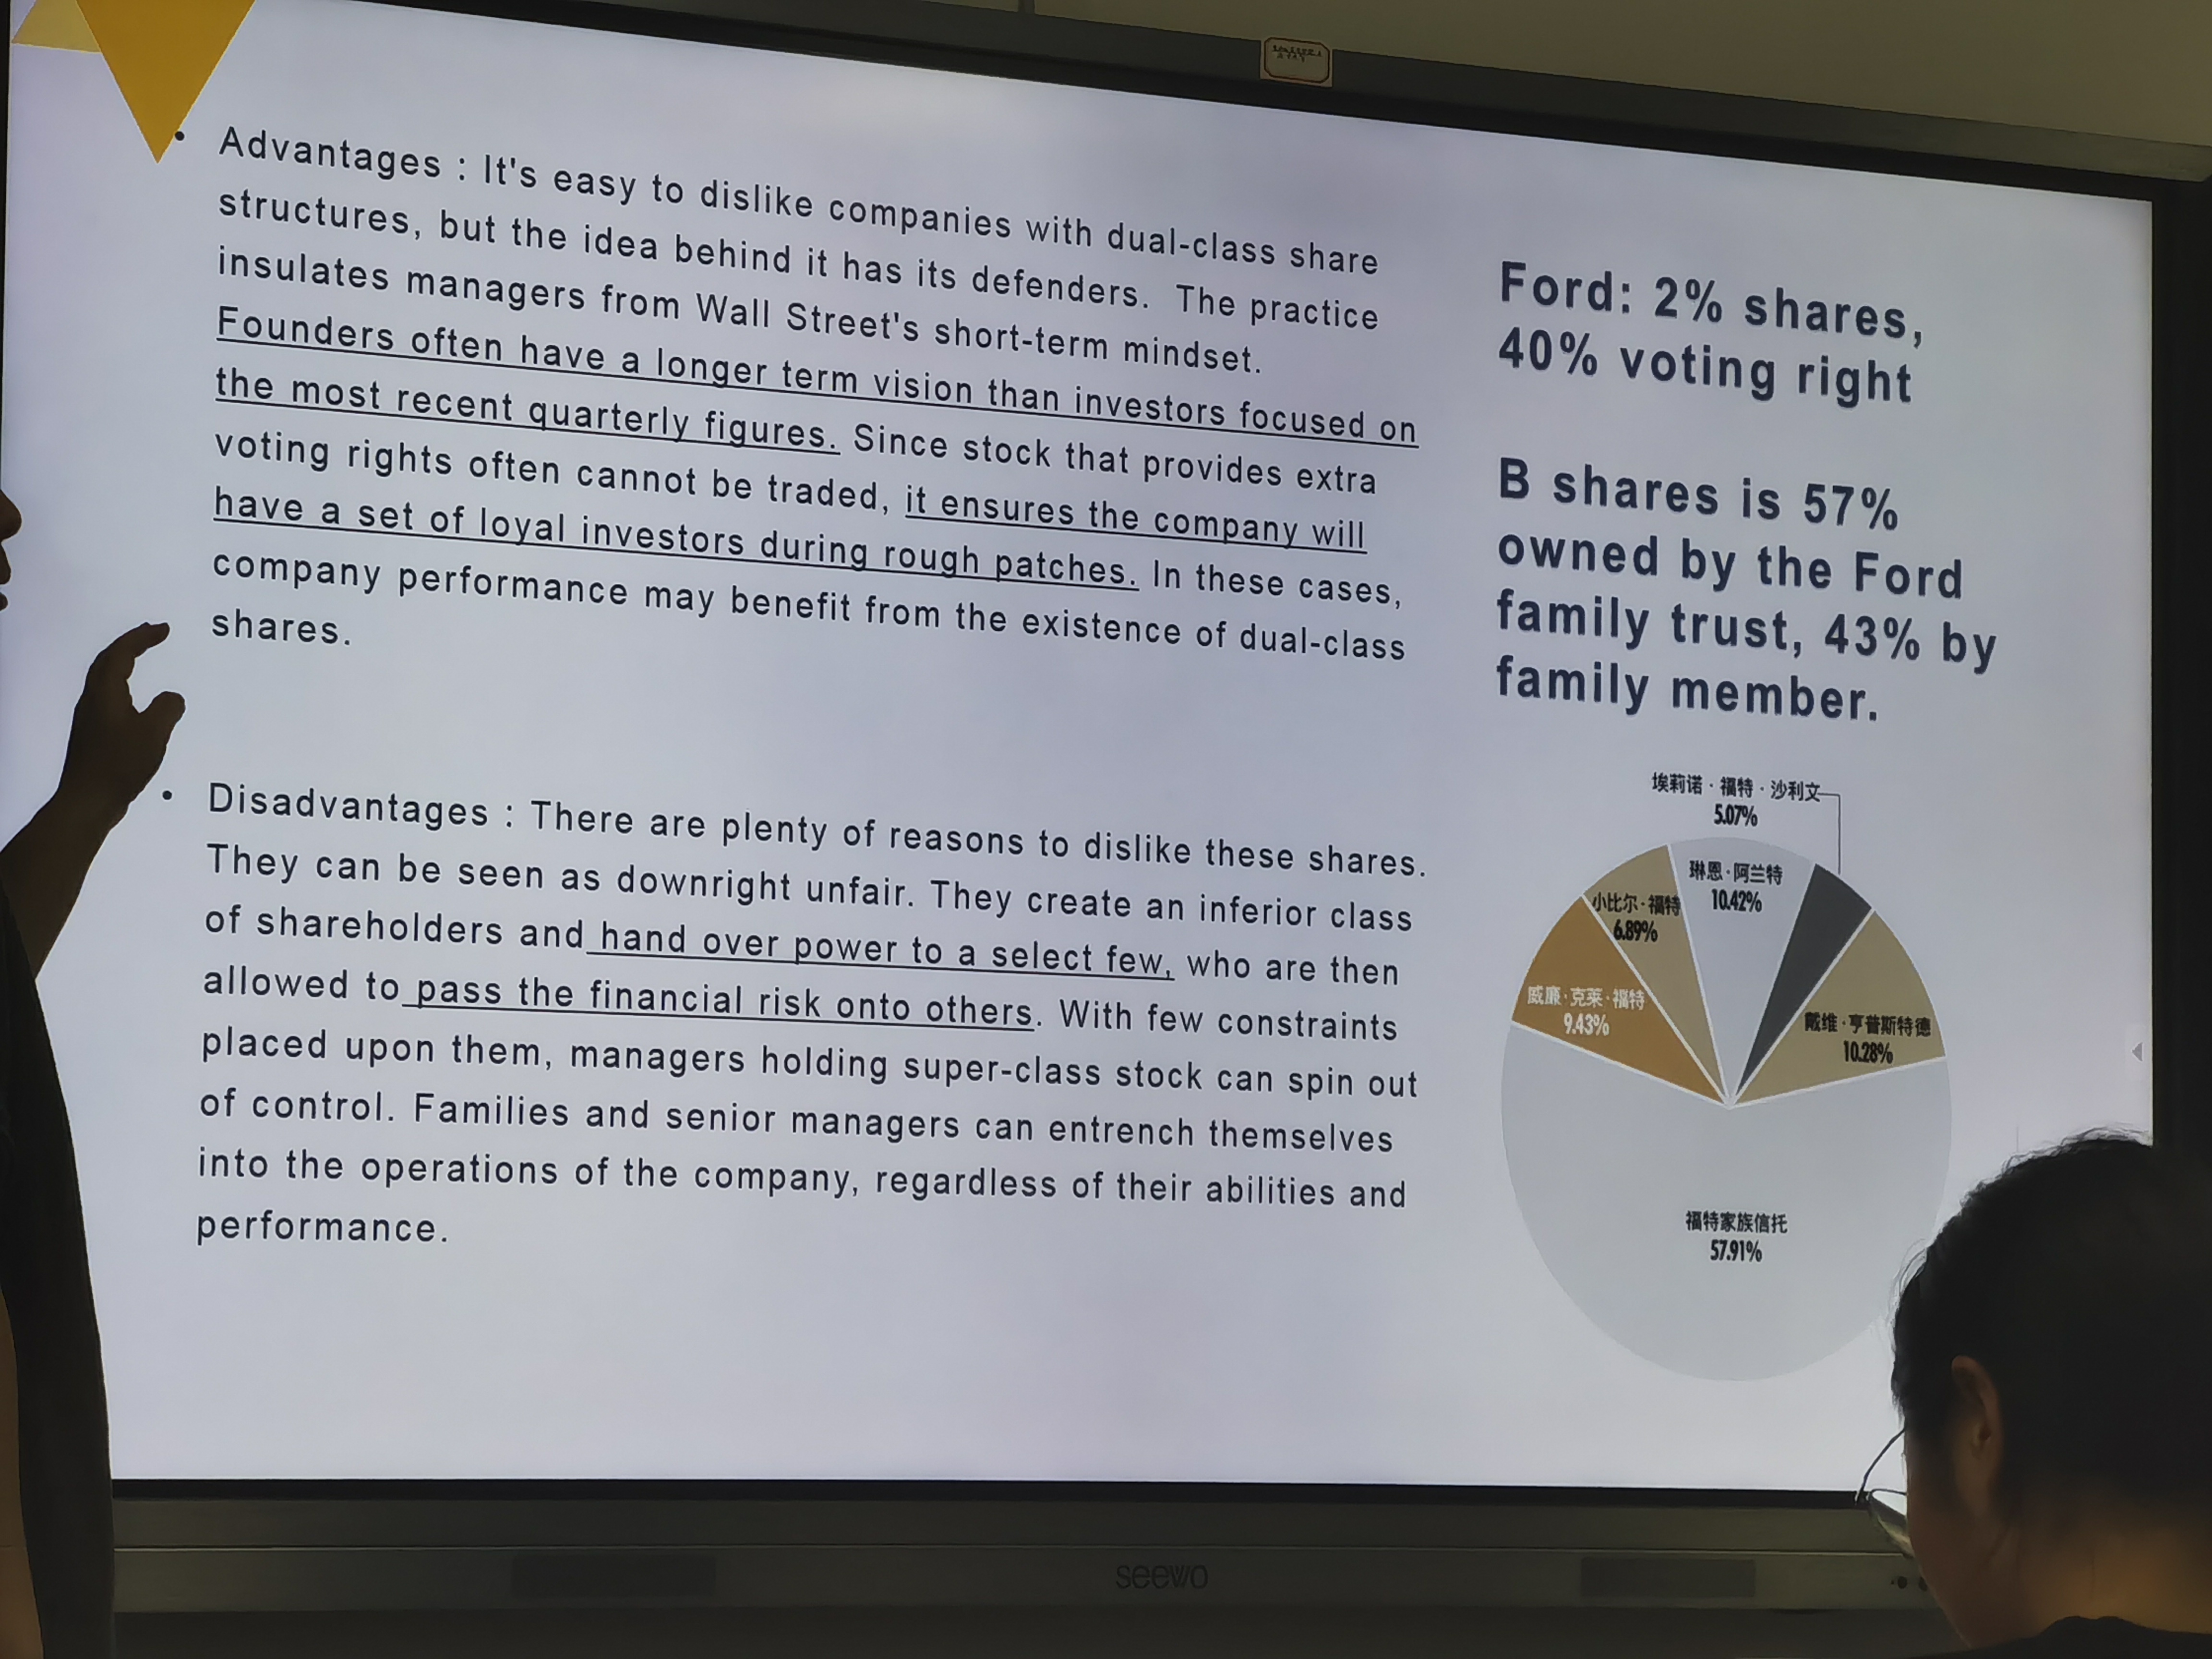 Advantages : It's easy to dislike companies with dual-class share
structures, but the idea behind it has its defenders. The practice
insulates managers from Wall Street's short-term mindset.
Founders often have a longer term vision than investors focused on
the most recent quarterly figures. Since stock that provides extra
voting rights often cannot be traded, it ensures the company will
have a set of loyal investors during rough patches. In these cases,
company performance may benefit from the existence of dual-class
shares.
Disadvantages : There are plenty of reasons to dislike these shares.
They can be seen as downright unfair. They create an inferior class
of shareholders and hand over power to a select few, who are then
allowed to pass the financial risk onto others. With few constraints
placed upon them, managers holding super-class stock can spin out
of control. Families and senior managers can entrench themselves
into the operations of the company, regardless of their abilities and
performance.
Ford: 2% shares,
40% voting right
B shares is 57%
owned by the Ford
family trust, 43% by
family member.
埃莉诺·福特·沙利文
5.07%
琳恩·阿兰特
10.42%
小比尔·福特
6.89%
威廉·克莱·福特
9.43%
戴维·亨普斯特德
10.28%
福特家族信托
57.91%
seewo